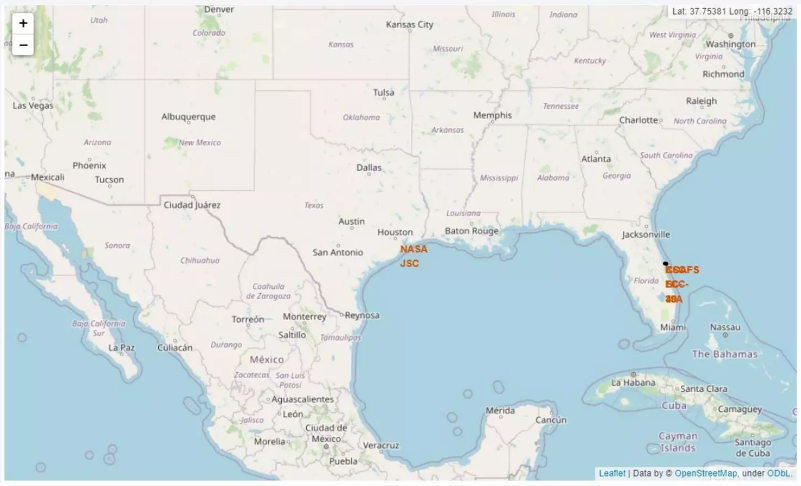 Lat: 37.75381 Long: -116.3232
+
−
Denver
Utah
Colorado
Kansas City
Illinois
Indiana
Philadelphia
Kansas
Missouri
West Virginia
Washington
Kentucky
Virginia
Richmond
Las Vegas
Tulsa
Albuquerque
Oklahoma
Memphis
Tennessee
Raleigh
Charlotte
North Carolina
Arkansas
Arizona
New Mexico
Phoenix
Mexicali
Tucson
Dallas
Atlanta
South Carolina
Mississippi
Alabama
Georgia
Ciudad Juárez
Texas
Louisiana
Baja California
Austin
Houston
Baton Rouge
Jacksonville
Sonora
San Antonio
NASA
JSC
Chihuahua
Florida
Coahuila
de Zaragoza
Baja California
Sur
Torreón
Monterrey
Reynosa
Saltillo
Miami
Nassau
La Paz
Culiacán
Durango
Tamaulipas
México
The Bahamas
Zacatecas
San Luis
Potosí
La Habana
Santa Clara
Aguascalientes
León
Cuba
Camaguey
Mérida
Cancún
Jalisco
Ciudad de
México
Morelia
Veracruz
Puebla
Cayman
Islands
Santiago
de Cuba
Leaflet | Data by © OpenStreetMap, under ODbL.